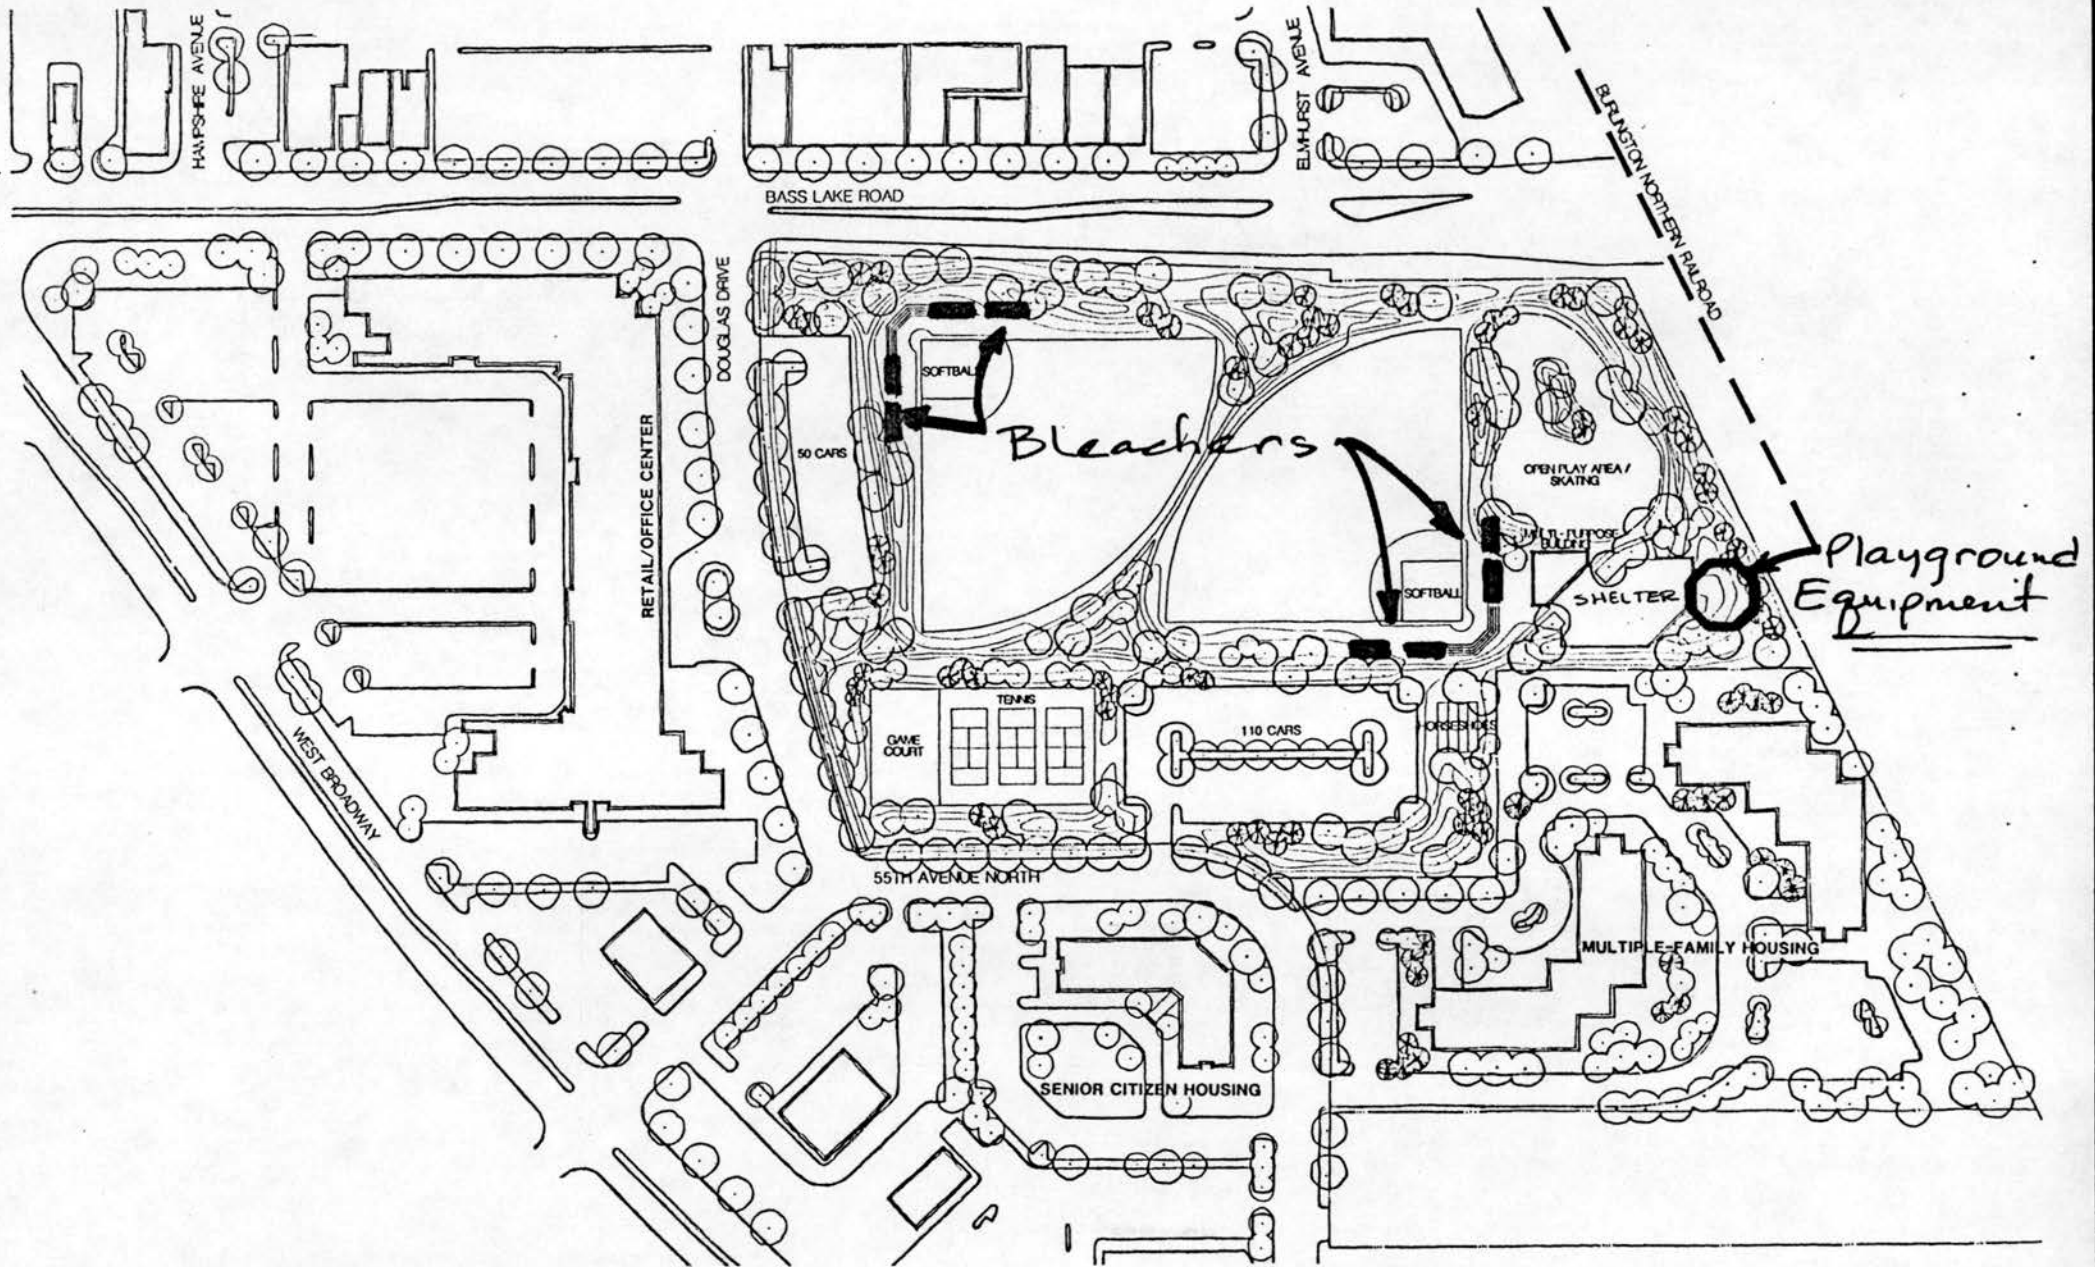 HAMPSHIRE AVENUE
ELMHURST AVENUE
BURLINGTON NORTHERN RAILROAD
BASS LAKE ROAD
DOUGLAS DRIVE
SOFTBALL
Bleachers
50 CARS
OPEN PLAY AREA /
SKATING
RETAIL/OFFICE CENTER
MULTI-PURPOSE
BUILDING
Playground
Equipment
SHELTER
SOFTBALL
TENNIS
GAME
COURT
110 CARS
HORSESHOES
WEST BROADWAY
55TH AVENUE NORTH
MULTIPLE-FAMILY HOUSING
SENIOR CITIZEN HOUSING